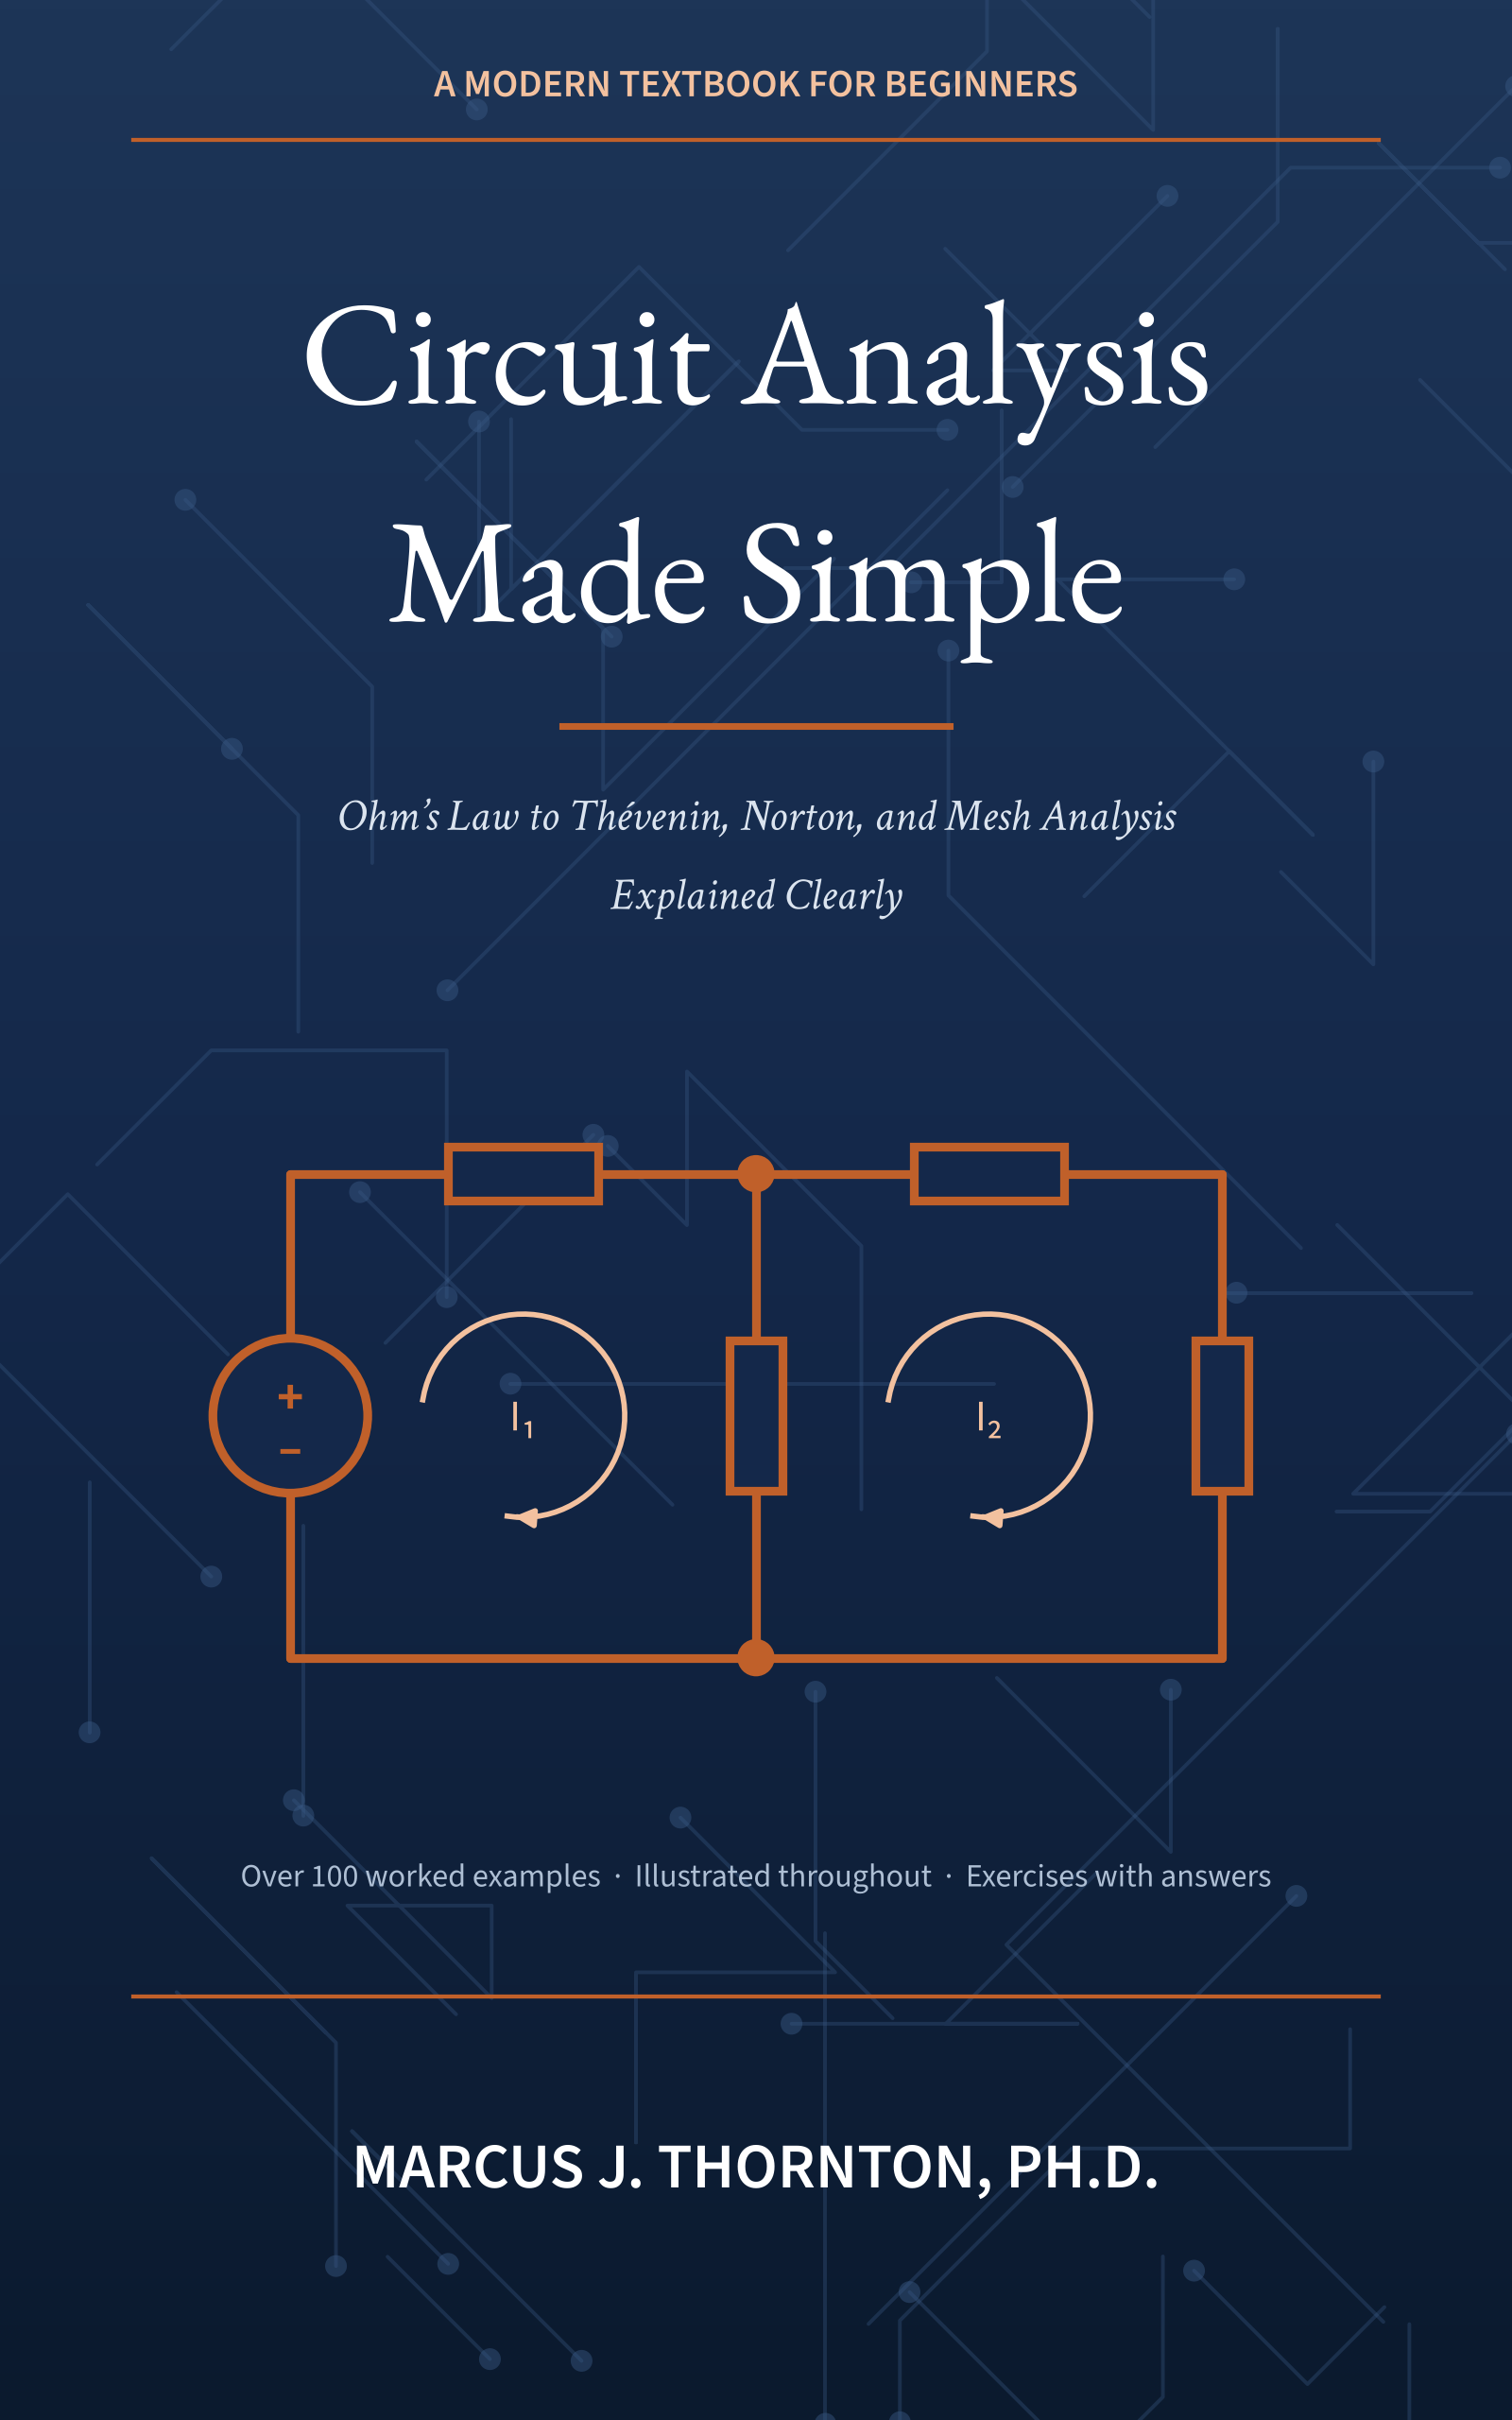 A MODERN TEXTBOOK FOR BEGINNERS
Circuit Analysis
Made Simple
Ohm’s Law to Thévenin, Norton, and Mesh Analysis
Explained Clearly
+
−
I₁
I₂
Over 100 worked examples · Illustrated throughout · Exercises with answers
MARCUS J. THORNTON, PH.D.